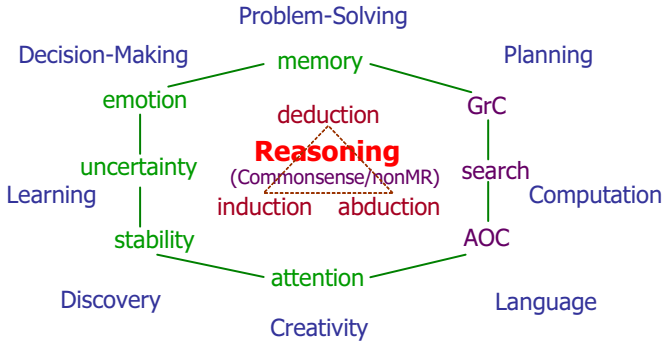 Problem-Solving
Decision-Making
memory
Planning
emotion
GrC
deduction
Reasoning
(Commonsense/nonMR)
uncertainty
search
Learning
Computation
induction
abduction
stability
AOC
attention
Discovery
Language
Creativity